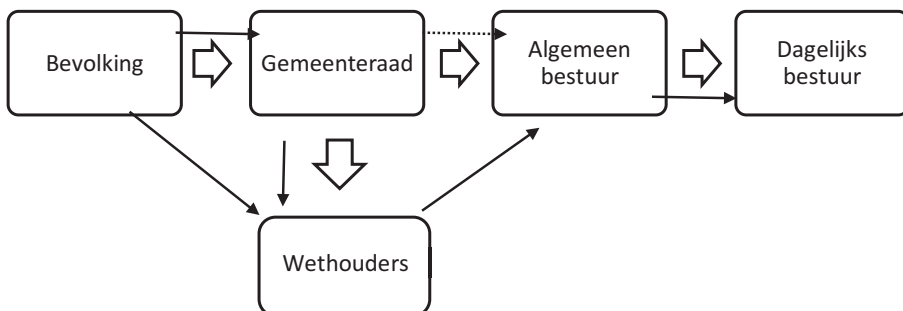 Bevolking
Gemeenteraad
Algemeen
bestuur
Dagelijks
bestuur
Wethouders